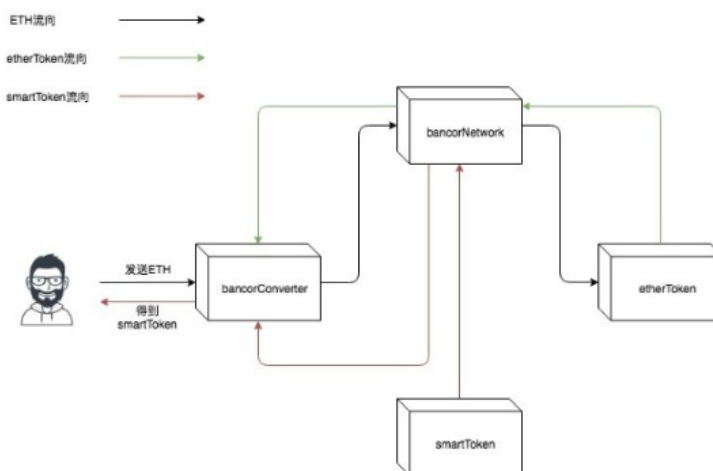 ETH流向
etherToken流向
smartToken流向
bancorNetwork
发送ETH
bancorConverter
etherToken
得到
smartToken
smartToken